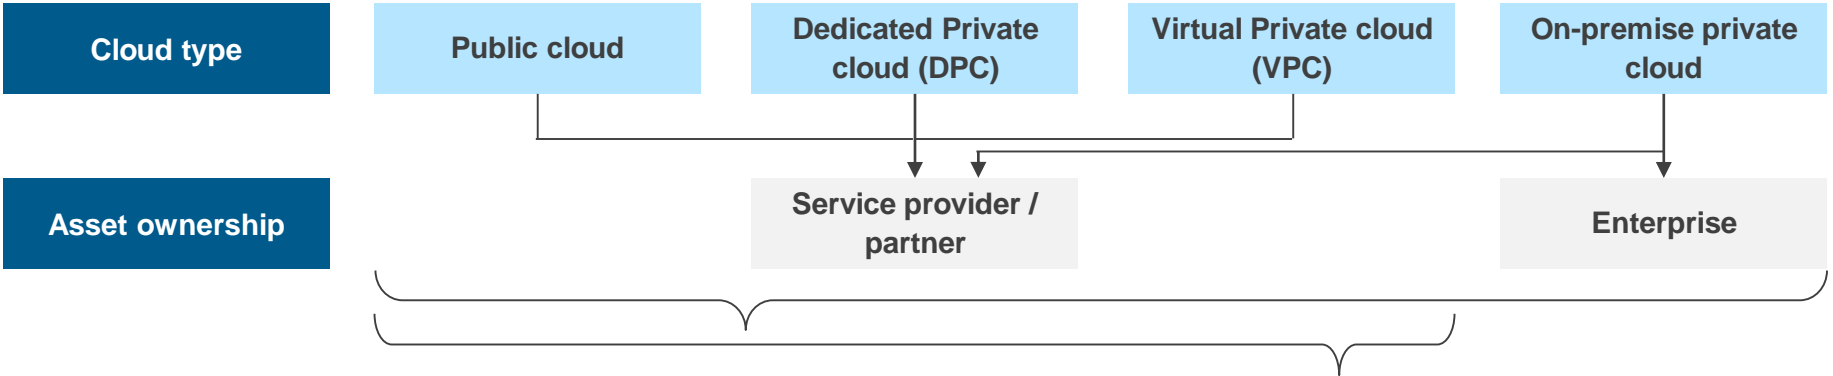 Cloud type
Public cloud
Dedicated Private
cloud (DPC)
Virtual Private cloud
(VPC)
On-premise private
cloud
Asset ownership
Service provider /
partner
Enterprise